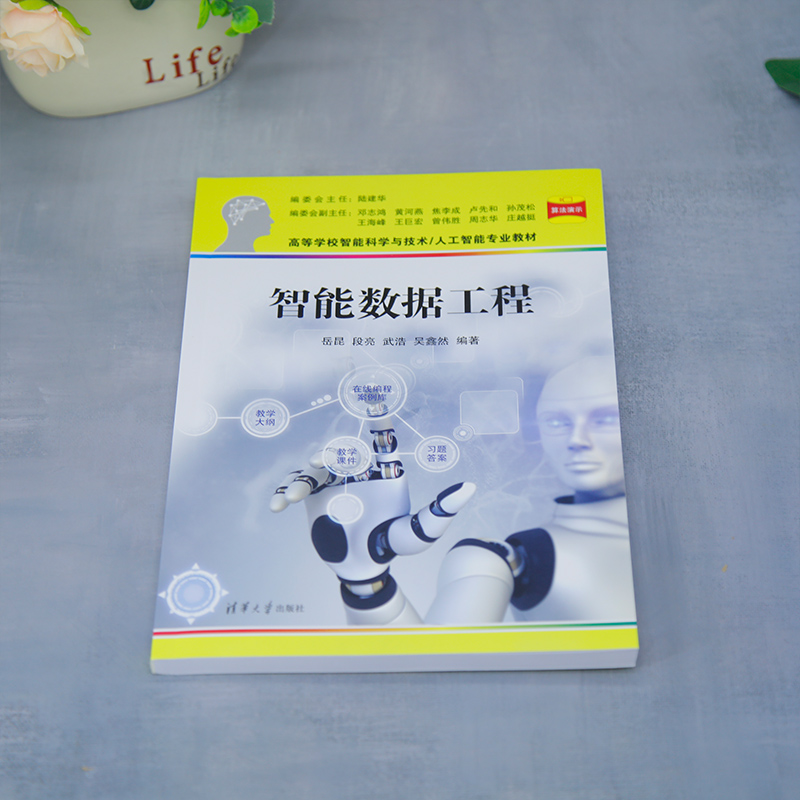 Life
Life
编委会主任：陆建华
编委会副主任：邓志鸿 黄河燕 焦李成 卢先和 孙茂松
王海峰 王巨宏 曾伟胜 周志华 庄越挺
算法演示
高等学校智能科学与技术/人工智能专业教材
智能数据工程
岳昆 段亮 武浩 吴鑫然 编著
在线编程
案例库
教学
大纲
教学
课件
习题
答案
清华大学出版社